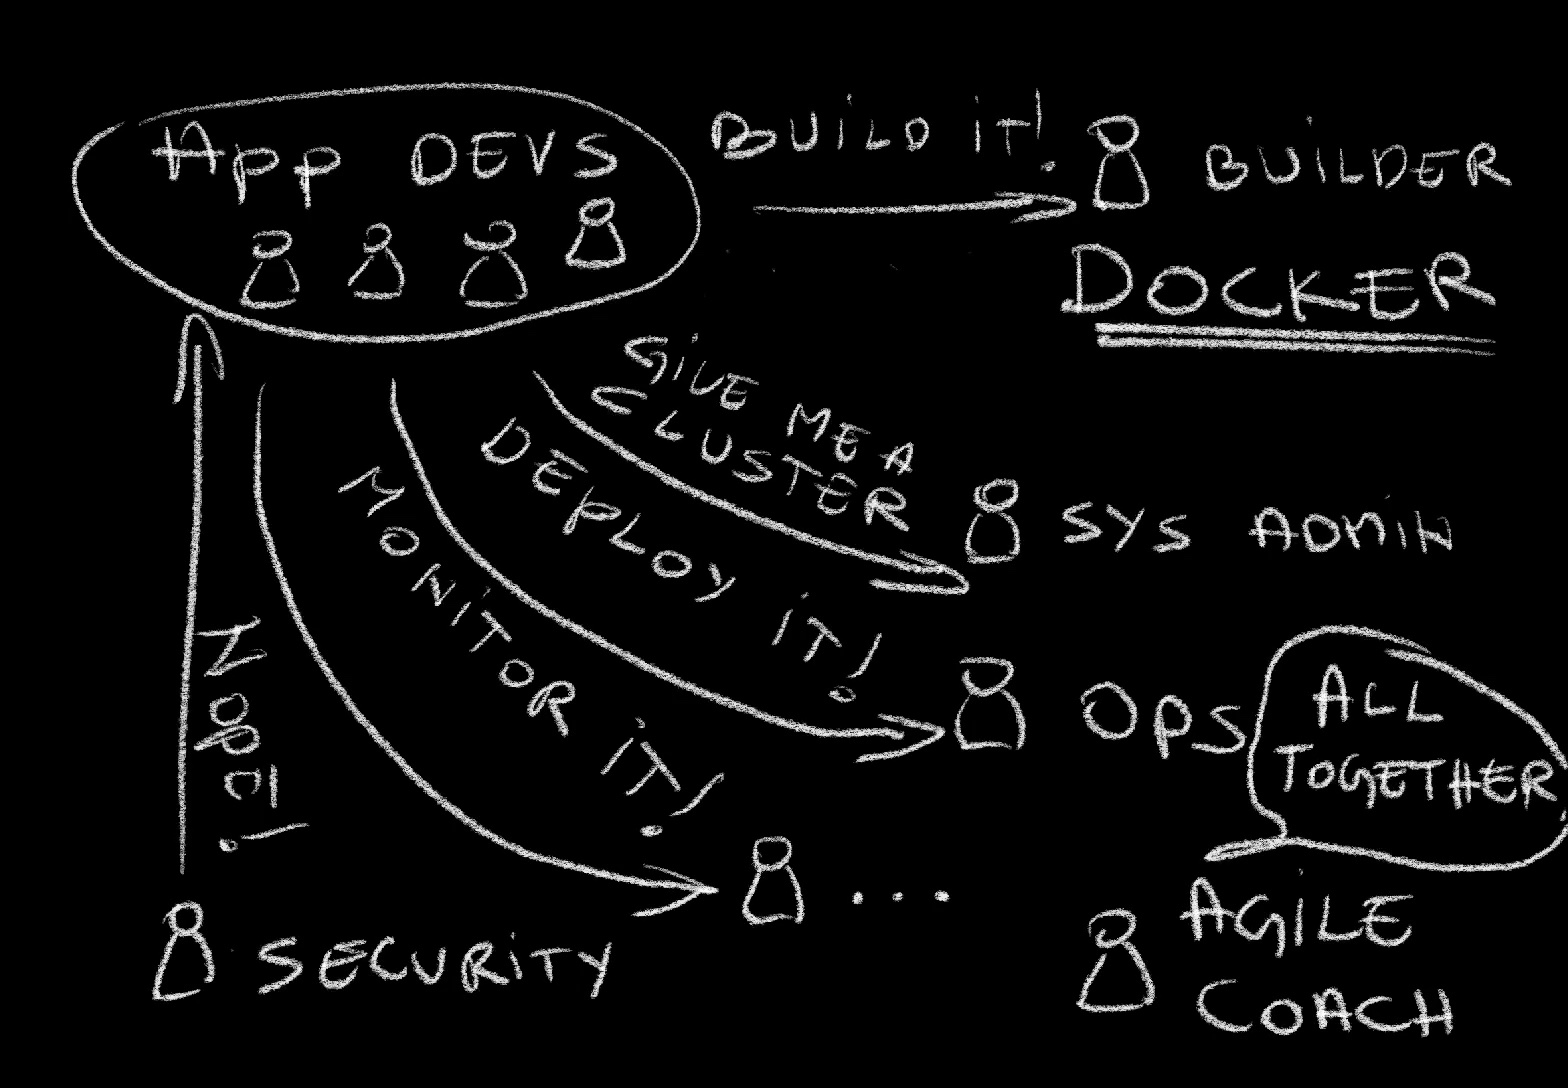 App DEVS
BUILD IT!
BUILDER
DOCKER
GIVE ME A
CLUSTER
SYS ADMIN
DEPLOY IT!
OPS
MONITOR IT!
...
NOPE!
SECURITY
ALL
TOGETHER
AGILE
COACH